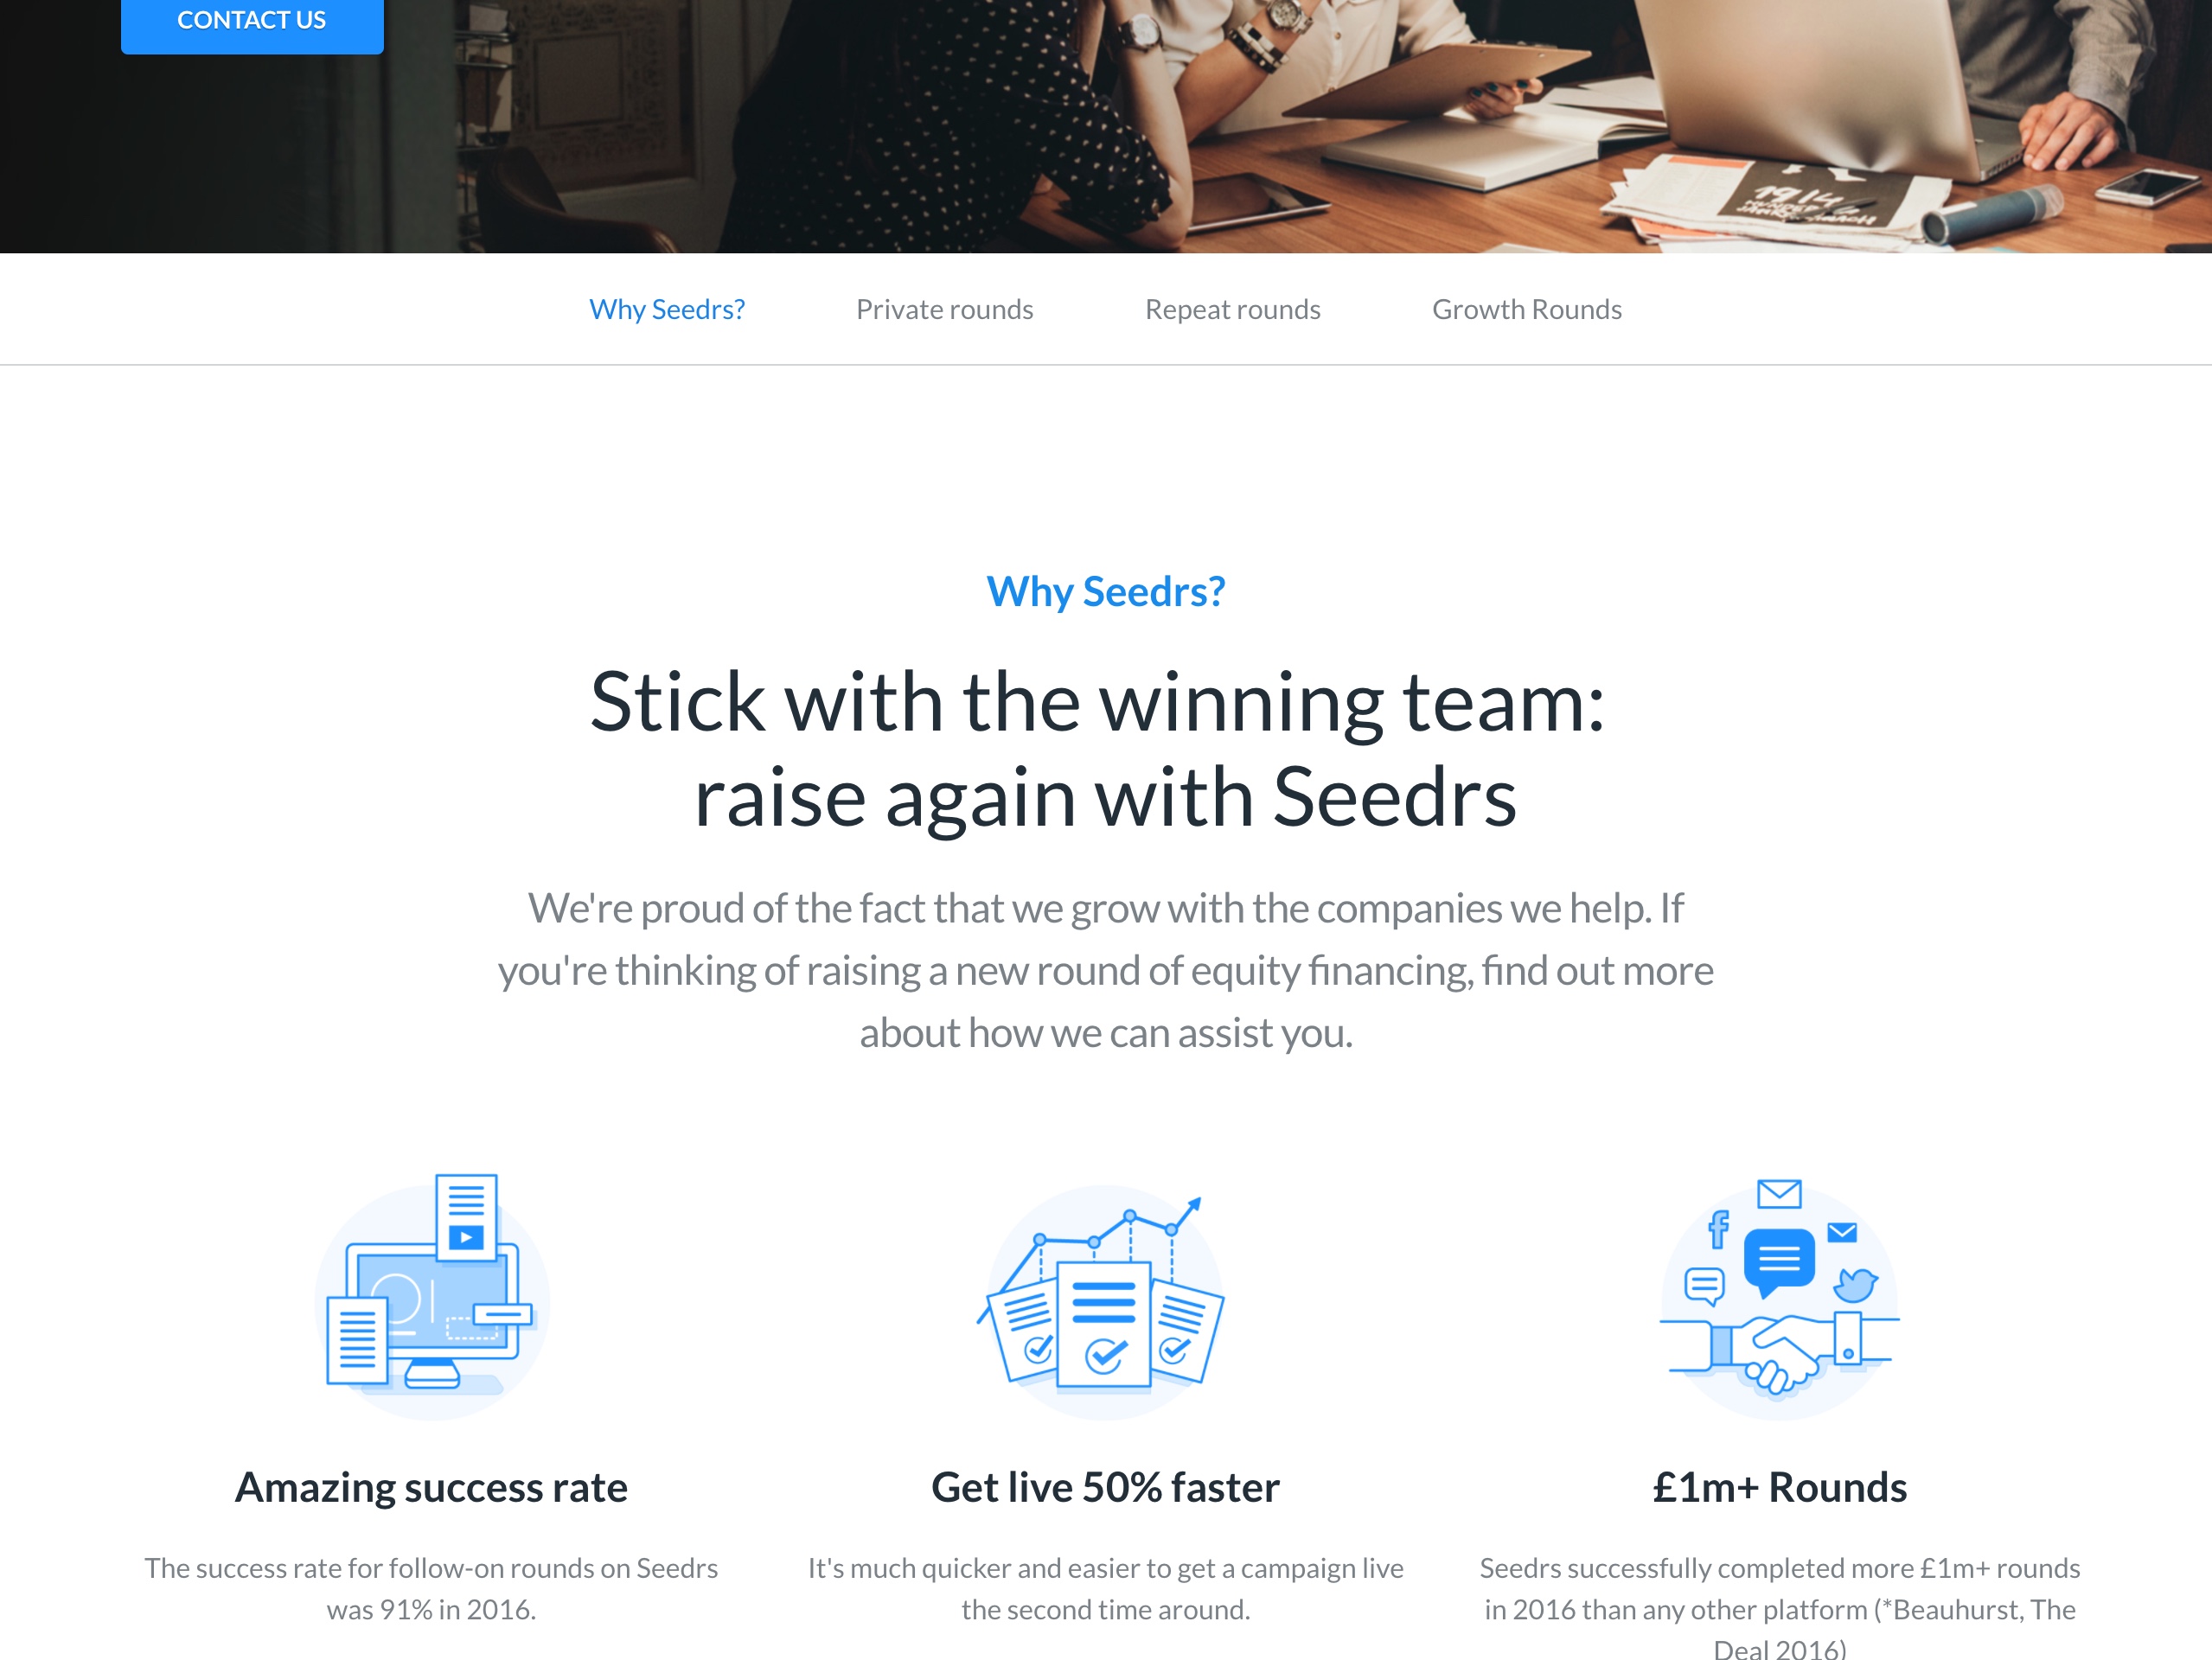 CONTACT US
Why Seedrs?
Private rounds
Repeat rounds
Growth Rounds
Why Seedrs?
Stick with the winning team:
raise again with Seedrs
We're proud of the fact that we grow with the companies we help. If
you're thinking of raising a new round of equity financing, find out more
about how we can assist you.
Amazing success rate
The success rate for follow-on rounds on Seedrs
was 91% in 2016.
Get live 50% faster
It's much quicker and easier to get a campaign live
the second time around.
£1m+ Rounds
Seedrs successfully completed more £1m+ rounds
in 2016 than any other platform (*Beauhurst, The
Deal 2016)